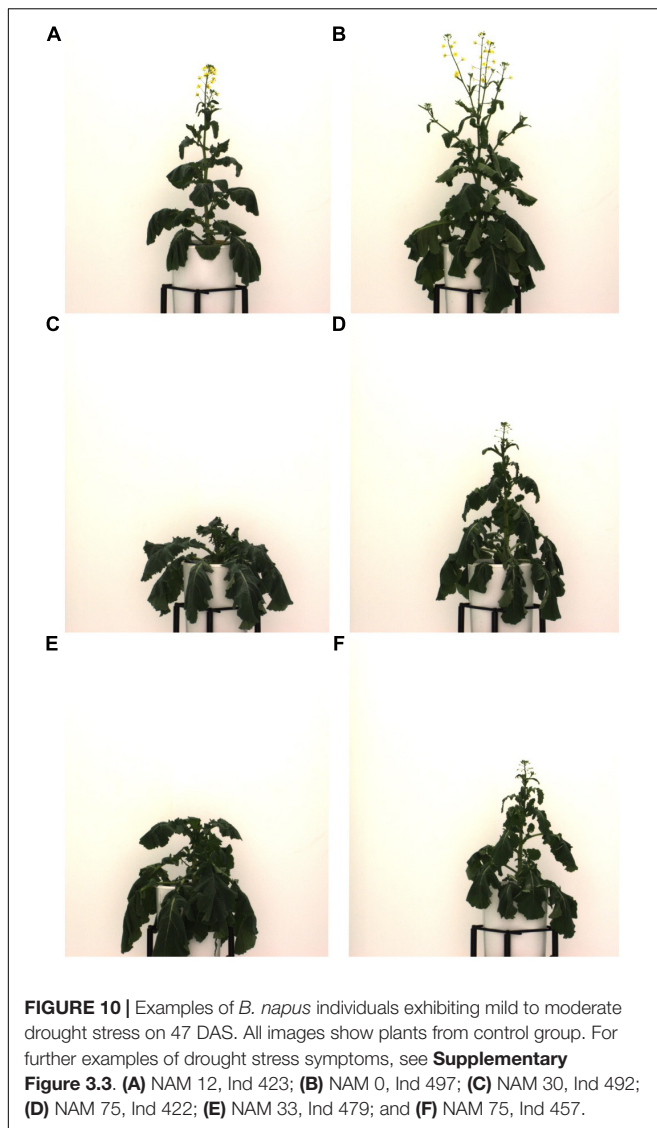 A
B
C
D
E
F
FIGURE 10 | Examples of B. napus individuals exhibiting mild to moderate
drought stress on 47 DAS. All images show plants from control group. For
further examples of drought stress symptoms, see Supplementary
Figure 3.3. (A) NAM 12, Ind 423; (B) NAM 0, Ind 497; (C) NAM 30, Ind 492;
(D) NAM 75, Ind 422; (E) NAM 33, Ind 479; and (F) NAM 75, Ind 457.